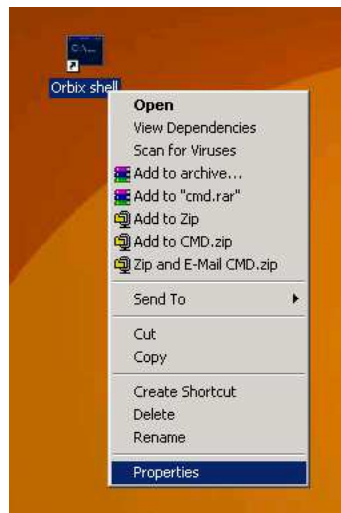 C:\_
Orbix shell
Open
View Dependencies
Scan for Viruses
Add to archive...
Add to "cmd.rar"
Add to Zip
Add to CMD.zip
Zip and E-Mail CMD.zip
Send To
Cut
Copy
Create Shortcut
Delete
Rename
Properties